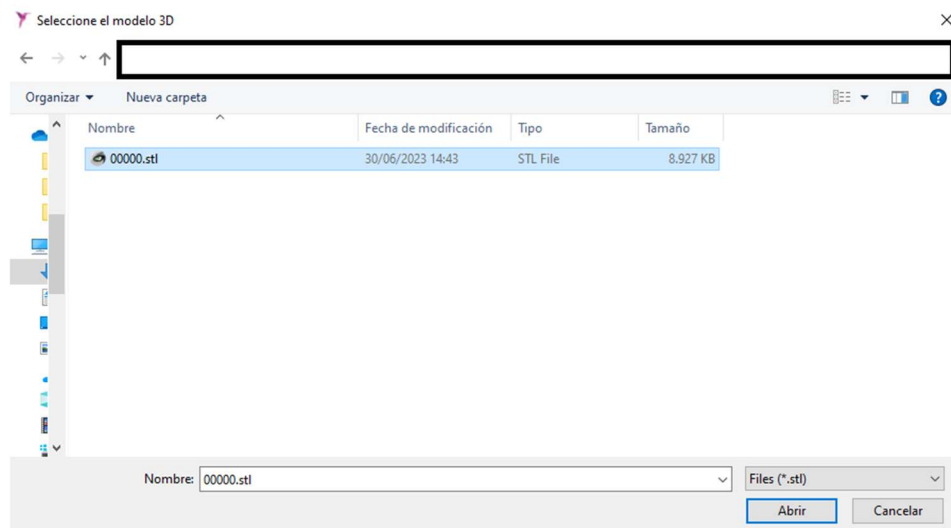 Seleccione el modelo 3D
Organizar Nueva carpeta
Nombre Fecha de modificación Tipo Tamaño
00000.stl 30/06/2023 14:43 STL File 8.927 KB
Nombre: 00000.stl Files (*.stl)
Abrir Cancelar